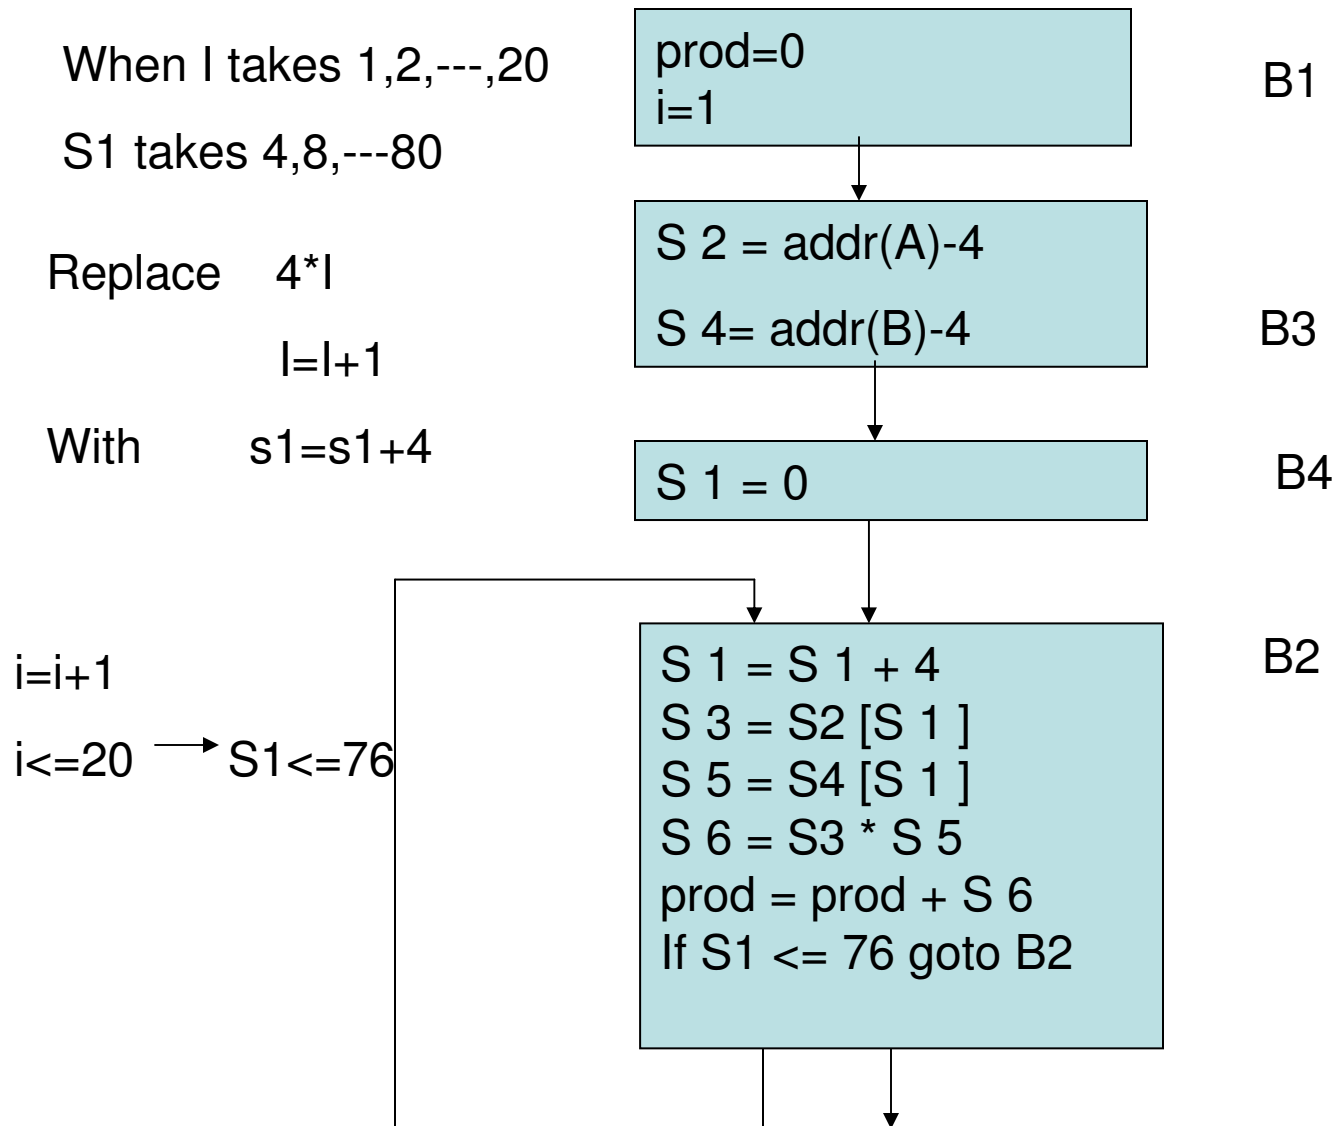 When I takes 1,2,---,20
S1 takes 4,8,---80
Replace 4*I
I=I+1
With s1=s1+4
i=i+1
i<=20 S1<=76
prod=0
i=1
B1
S 2 = addr(A)-4
S 4= addr(B)-4
B3
S 1 = 0
B4
S 1 = S 1 + 4
S 3 = S2 [S 1 ]
S 5 = S4 [S 1 ]
S 6 = S3 * S 5
prod = prod + S 6
If S1 <= 76 goto B2
B2